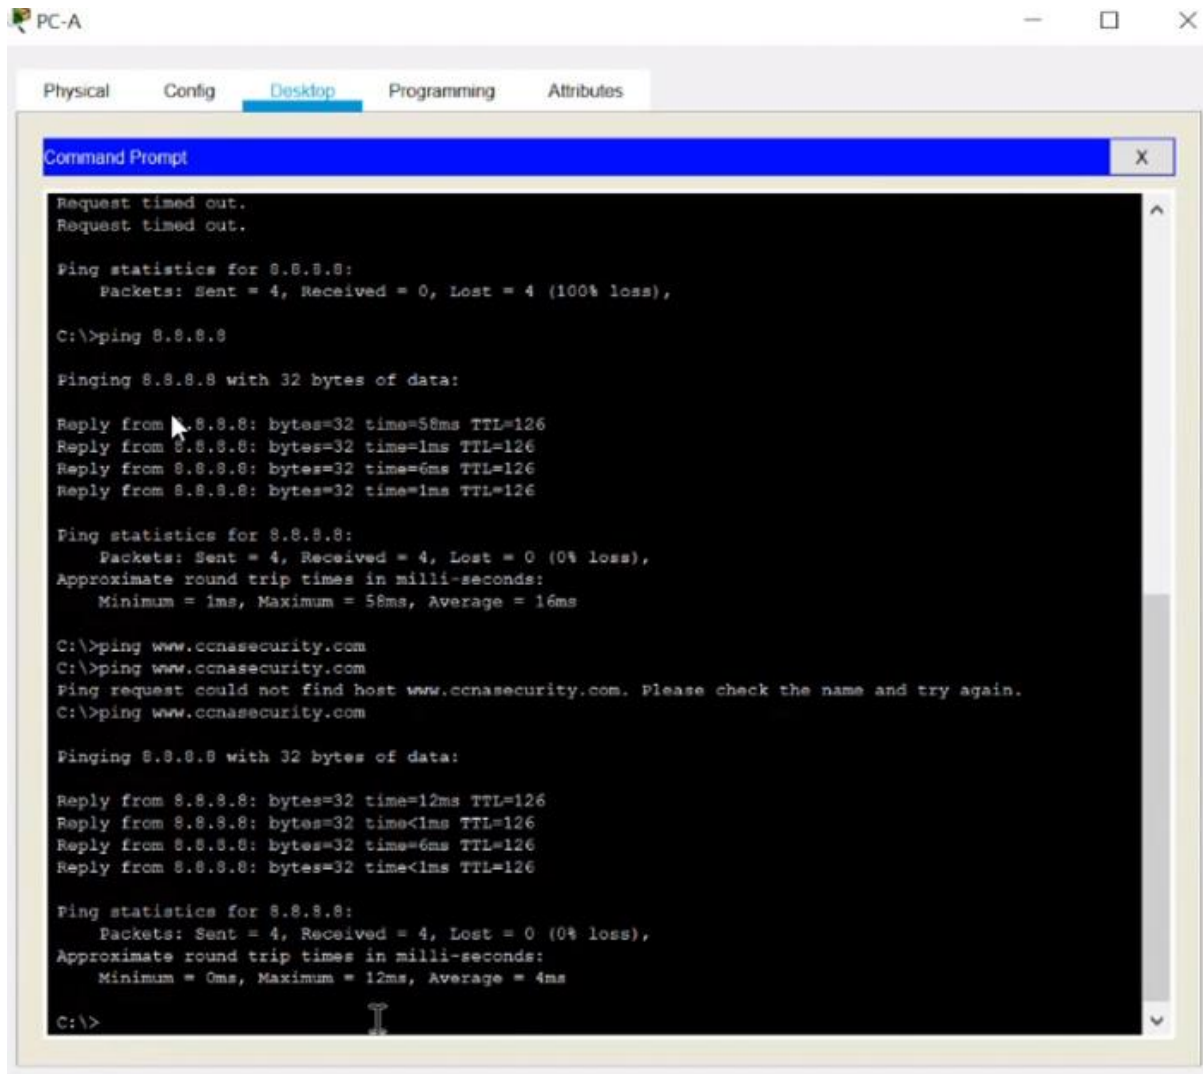 PC-A
Physical Config Desktop Programming Attributes
Command Prompt X
Request timed out.
Request timed out.
Ping statistics for 8.8.8.8:
Packets: Sent = 4, Received = 0, Lost = 4 (100% loss),
C:\>ping 8.8.8.8
Pinging 8.8.8.8 with 32 bytes of data:
Reply from 8.8.8.8: bytes=32 time=58ms TTL=126
Reply from 8.8.8.8: bytes=32 time=1ms TTL=126
Reply from 8.8.8.8: bytes=32 time=6ms TTL=126
Reply from 8.8.8.8: bytes=32 time=1ms TTL=126
Ping statistics for 8.8.8.8:
Packets: Sent = 4, Received = 4, Lost = 0 (0% loss),
Approximate round trip times in milli-seconds:
Minimum = 1ms, Maximum = 58ms, Average = 16ms
C:\>ping www.ccnasecurity.com
C:\>ping www.ccnasecurity.com
Ping request could not find host www.ccnasecurity.com. Please check the name and try again.
C:\>ping www.ccnasecurity.com
Pinging 8.8.8.8 with 32 bytes of data:
Reply from 8.8.8.8: bytes=32 time=12ms TTL=126
Reply from 8.8.8.8: bytes=32 time<1ms TTL=126
Reply from 8.8.8.8: bytes=32 time=6ms TTL=126
Reply from 8.8.8.8: bytes=32 time<1ms TTL=126
Ping statistics for 8.8.8.8:
Packets: Sent = 4, Received = 4, Lost = 0 (0% loss),
Approximate round trip times in milli-seconds:
Minimum = 0ms, Maximum = 12ms, Average = 4ms
C:\>